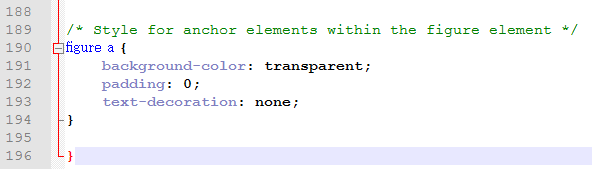 188
189 /* Style for anchor elements within the figure element */
190 figure a {
191 background-color: transparent;
192 padding: 0;
193 text-decoration: none;
194 }
195
196 }